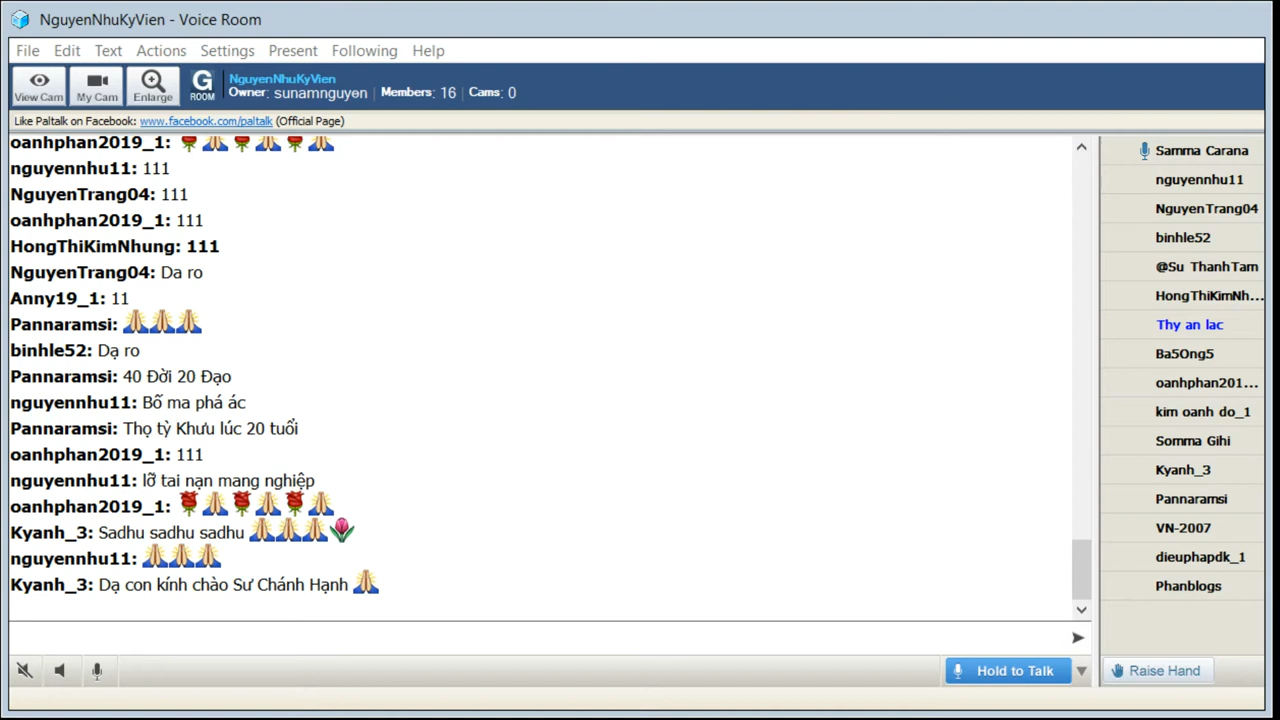 NguyenNhuKyVien - Voice Room
File Edit Text Actions Settings Present Following Help
View Cam My Cam Enlarge G ROOM
NguyenNhuKyVien
Owner: sunamnguyen Members: 16 Cams: 0
Like Paltalk on Facebook: www.facebook.com/paltalk (Official Page)
oanhphan2019_1:
nguyennhu11: 111
NguyenTrang04: 111
oanhphan2019_1: 111
HongThiKimNhung: 111
NguyenTrang04: Da ro
Anny19_1: 11
Pannaramsi:
binhle52: Dạ ro
Pannaramsi: 40 Đời 20 Đạo
nguyennhu11: Bố ma phá ác
Pannaramsi: Thọ tỳ Khưu lúc 20 tuổi
oanhphan2019_1: 111
nguyennhu11: lỡ tai nạn mang nghiệp
oanhphan2019_1:
Kyanh_3: Sadhu sadhu sadhu
nguyennhu11:
Kyanh_3: Dạ con kính chào Sư Chánh Hạnh
Samma Carana
nguyennhu11
NguyenTrang04
binhle52
@Su ThanhTam
HongThiKimNh...
Thy an lac
Ba5Ong5
oanhphan201...
kim oanh do_1
Somma Gihi
Kyanh_3
Pannaramsi
VN-2007
dieuphapdk_1
Phanblogs
Hold to Talk
Raise Hand